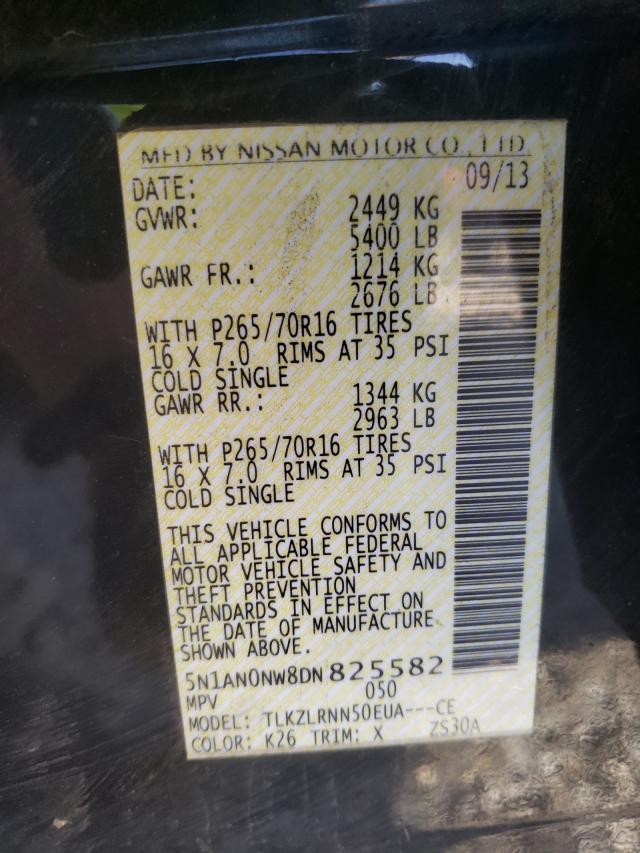 MFD BY NISSAN MOTOR CO., LTD.
DATE: 09/13
GVWR: 2449 KG
5400 LB
GAWR FR.: 1214 KG
2676 LB
WITH P265/70R16 TIRES
16 X 7.0 RIMS AT 35 PSI
COLD SINGLE
GAWR RR.: 1344 KG
2963 LB
WITH P265/70R16 TIRES
16 X 7.0 RIMS AT 35 PSI
COLD SINGLE
THIS VEHICLE CONFORMS TO
ALL APPLICABLE FEDERAL
MOTOR VEHICLE SAFETY AND
THEFT PREVENTION
STANDARDS IN EFFECT ON
THE DATE OF MANUFACTURE
SHOWN ABOVE.
5N1AN0NW8DN825582
MPV 050
MODEL: TLKZLRNN50EUA---CE
COLOR: K26 TRIM: X ZS30A